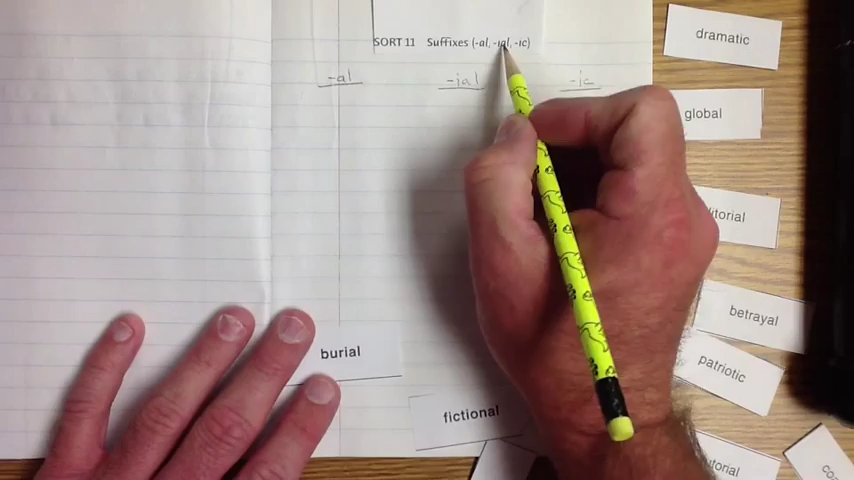 SORT 11 Suffixes (-al, -ial, -ic)
-al -ial -ic
dramatic
global
betrayal
burial
patriotic
fictional